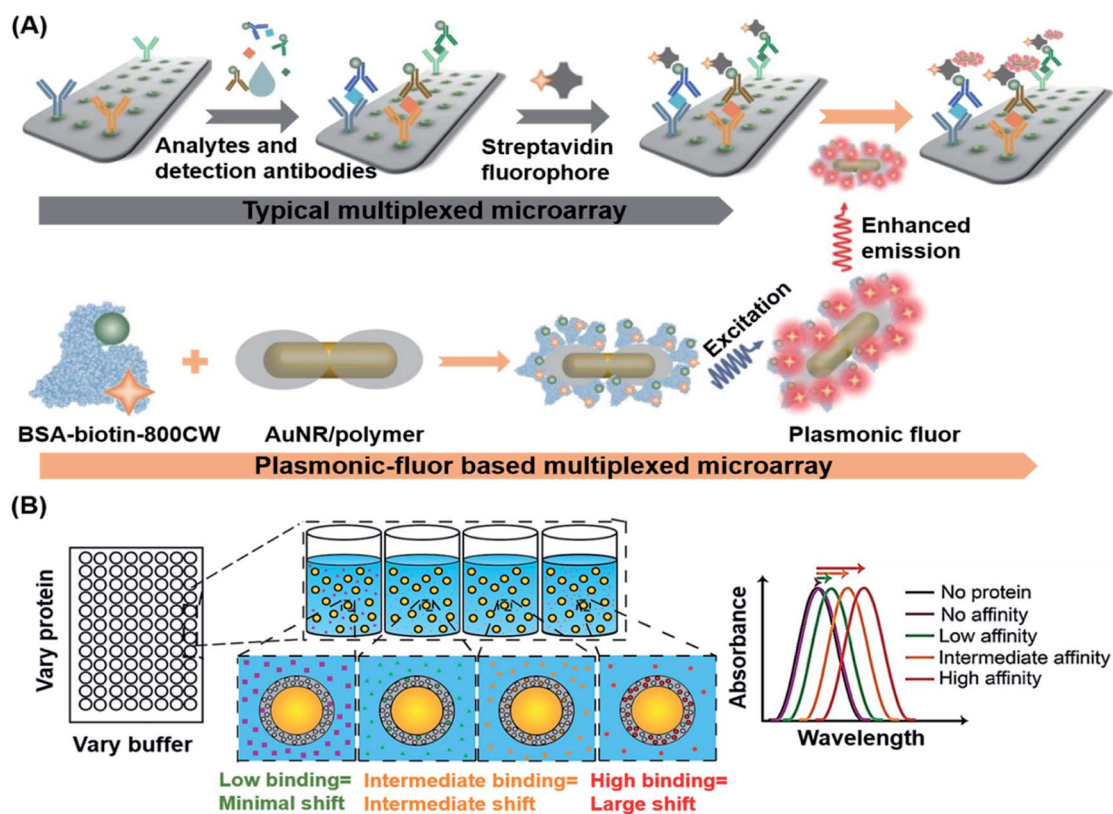 (A)
Analytes and
detection antibodies
Streptavidin
fluorophore
Typical multiplexed microarray
Enhanced
emission
Excitation
BSA-biotin-800CW
AuNR/polymer
Plasmonic fluor
Plasmonic-fluor based multiplexed microarray
(B)
Vary protein
Vary buffer
Low binding=
Minimal shift
Intermediate binding=
Intermediate shift
High binding=
Large shift
Absorbance
Wavelength
No protein
No affinity
Low affinity
Intermediate affinity
High affinity